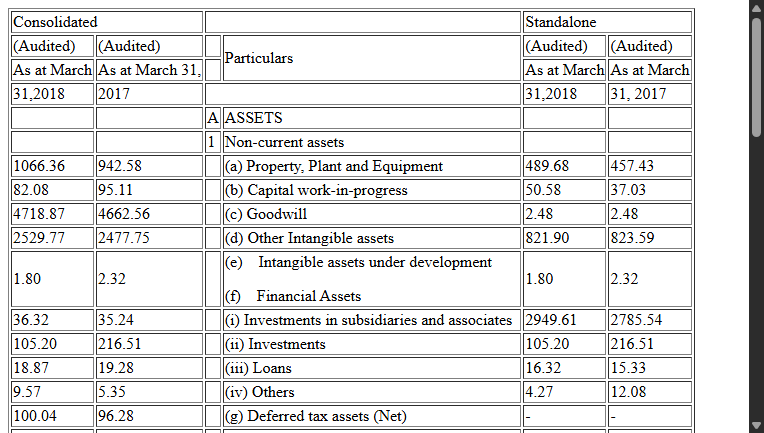 Consolidated Standalone
(Audited) (Audited) Particulars (Audited) (Audited)
As at March As at March 31, As at March As at March
31,2018 2017 31,2018 31, 2017
A ASSETS
1 Non-current assets
1066.36 942.58 (a) Property, Plant and Equipment 489.68 457.43
82.08 95.11 (b) Capital work-in-progress 50.58 37.03
4718.87 4662.56 (c) Goodwill 2.48 2.48
2529.77 2477.75 (d) Other Intangible assets 821.90 823.59
1.80 2.32 (e) Intangible assets under development 1.80 2.32
(f) Financial Assets
36.32 35.24 (i) Investments in subsidiaries and associates 2949.61 2785.54
105.20 216.51 (ii) Investments 105.20 216.51
18.87 19.28 (iii) Loans 16.32 15.33
9.57 5.35 (iv) Others 4.27 12.08
100.04 96.28 (g) Deferred tax assets (Net) - -